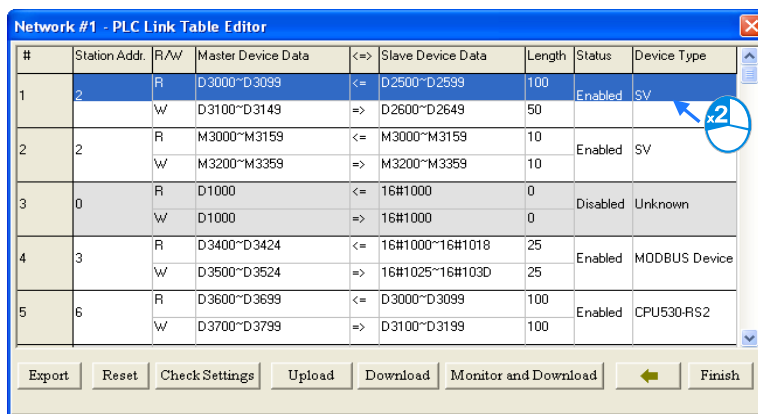 Network #1 - PLC Link Table Editor
# Station Addr. R/W Master Device Data <=> Slave Device Data Length Status Device Type
1 2 R D3000~D3099 <= D2500~D2599 100 Enabled SV
W D3100~D3149 => D2600~D2649 50
x2
2 2 R M3000~M3159 <= M3000~M3159 10 Enabled SV
W M3200~M3359 => M3200~M3359 10
3 0 R D1000 <= 16#1000 0 Disabled Unknown
W D1000 => 16#1000 0
4 3 R D3400~D3424 <= 16#1000~16#1018 25 Enabled MODBUS Device
W D3500~D3524 => 16#1025~16#103D 25
5 6 R D3600~D3699 <= D3000~D3099 100 Enabled CPU530-RS2
W D3700~D3799 => D3100~D3199 100
Export Reset Check Settings Upload Download Monitor and Download Finish